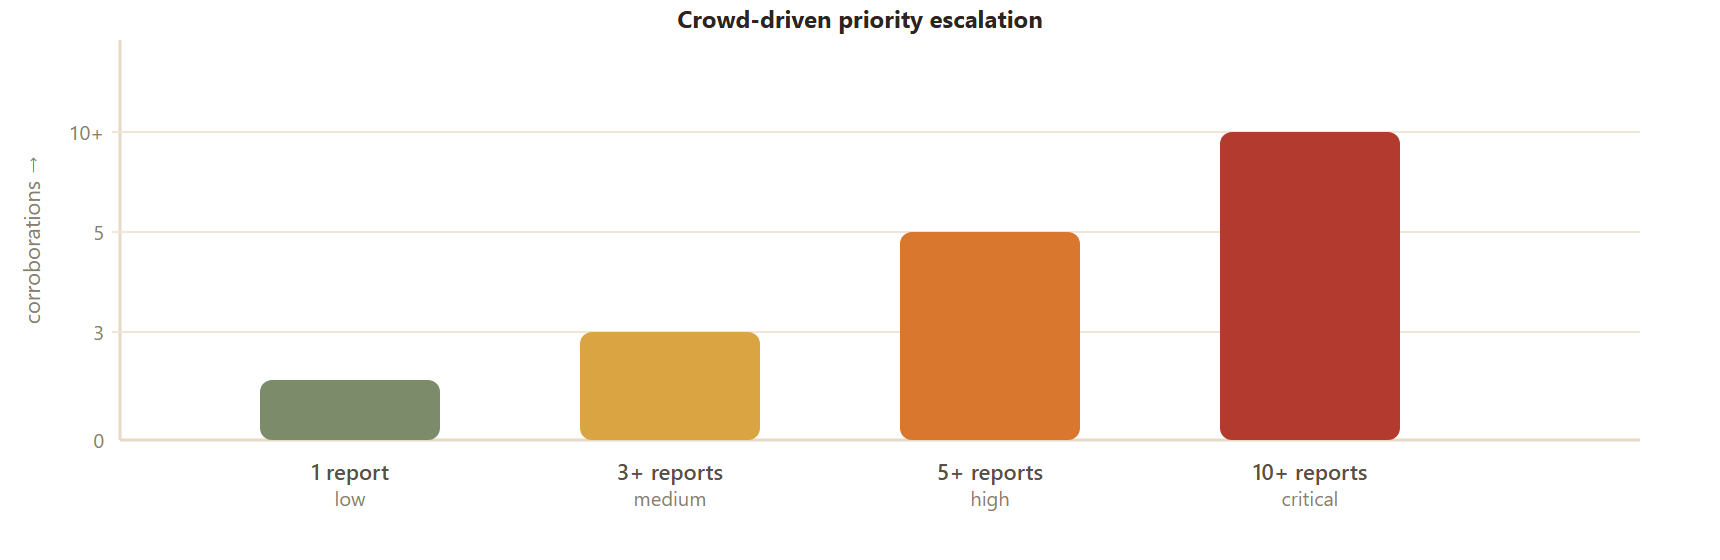 Crowd-driven priority escalation
corroborations →
10+
5
3
0
1 report
low
3+ reports
medium
5+ reports
high
10+ reports
critical